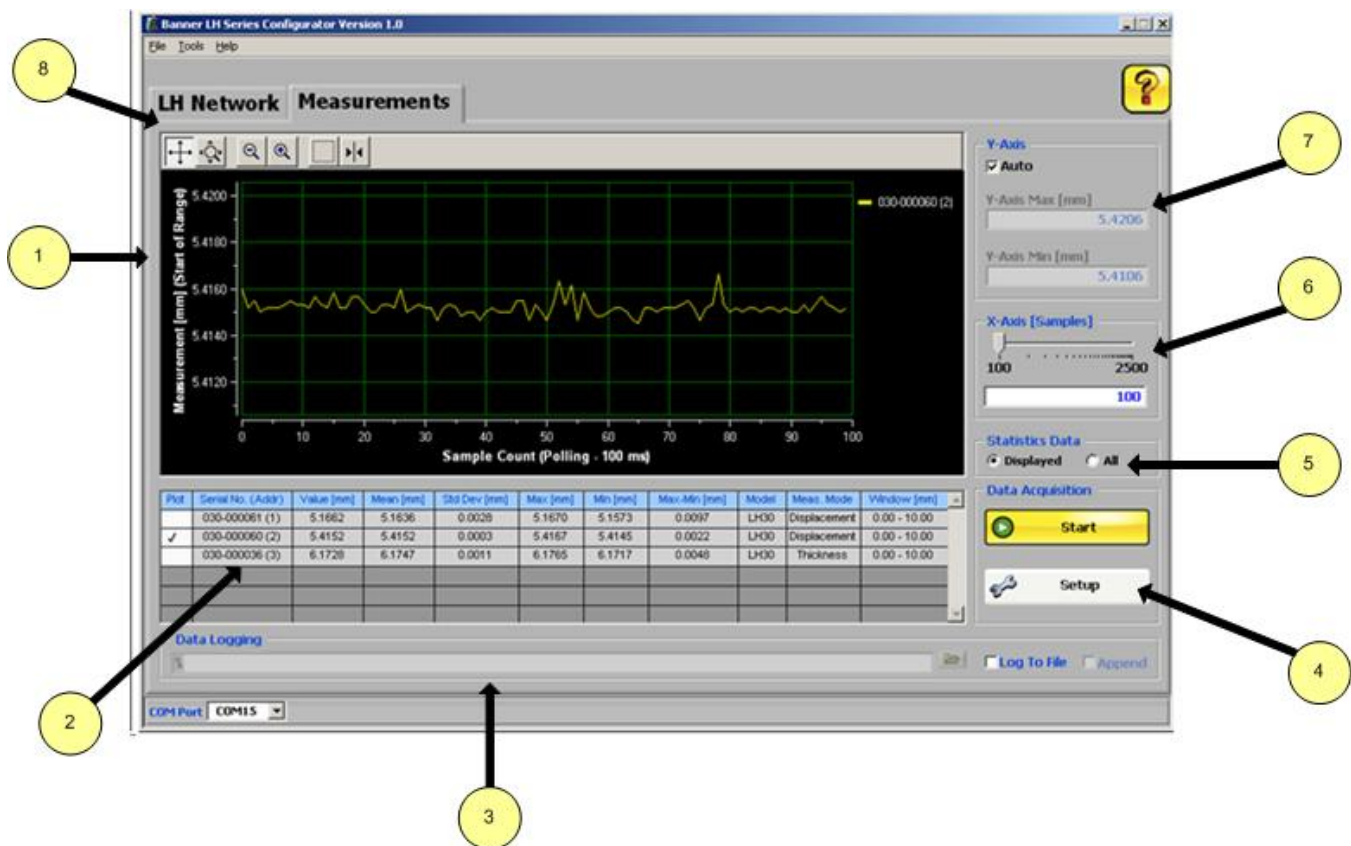 Banner LH Series Configurator Version 1.0
File Tools Help
8
LH Network Measurements
?
Y-Axis
Auto
7
Y-Axis Max [mm]
5.4206
Y-Axis Min [mm]
5.4106
1
5.4200
5.4180
5.4160
5.4140
5.4120
Measurement [mm] (Start of Range)
030-000060 (2)
0 10 20 30 40 50 60 70 80 90 100
Sample Count (Polling - 100 ms)
6
X-Axis [Samples]
100 2500
100
Statistics Data
Displayed All
5
Plot Serial No. (Addr) Value [mm] Mean [mm] Std Dev [mm] Max [mm] Min [mm] Max-Min [mm] Model Meas. Mode Window [mm]
030-000061 (1) 5.1662 5.1636 0.0028 5.1670 5.1573 0.0097 LH30 Displacement 0.00 - 10.00
030-000060 (2) 5.4152 5.4152 0.0003 5.4167 5.4145 0.0022 LH30 Displacement 0.00 - 10.00
030-000036 (3) 6.1728 6.1747 0.0011 6.1765 6.1717 0.0048 LH30 Thickness 0.00 - 10.00
Data Acquisition
Start
Setup
4
Data Logging
Log To File Append
2
COM Port COM15
3